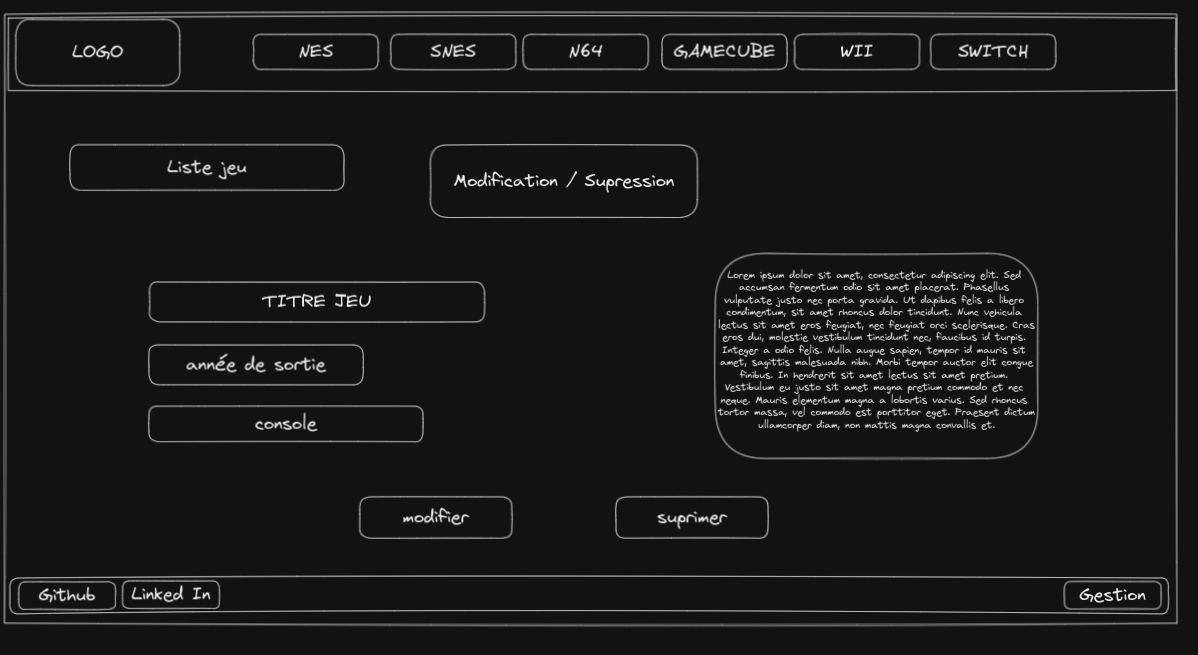 LOGO
NES
SNES
N64
GAMECUBE
WII
SWITCH
Liste jeu
Modification / Supression
TITRE JEU
année de sortie
console
Lorem ipsum dolor sit amet, consectetur adipiscing elit. Sed
accumsan fermentum odio sit amet placerat. Phasellus
vulputate justo nec porta gravida. Ut dapibus felis a libero
condimentum, sit amet rhoncus dolor tincidunt. Nunc vehicula
lectus sit amet eros feugiat, nec feugiat orci scelerisque. Cras
eros dui, molestie vestibulum tincidunt nec, faucibus id turpis.
Integer a odio felis. Nulla augue sapien, tempor id mauris sit
amet, sagittis malesuada nibh. Morbi tempor auctor elit congue
finibus. In hendrerit sit amet lectus sit amet pretium.
Vestibulum eu justo sit amet magna pretium commodo et nec
neque. Mauris elementum magna a lobortis varius. Sed rhoncus
tortor massa, vel commodo est porttitor eget. Praesent dictum
ullamcorper diam, non mattis magna convallis et.
modifier
suprimer
Github
Linked In
Gestion